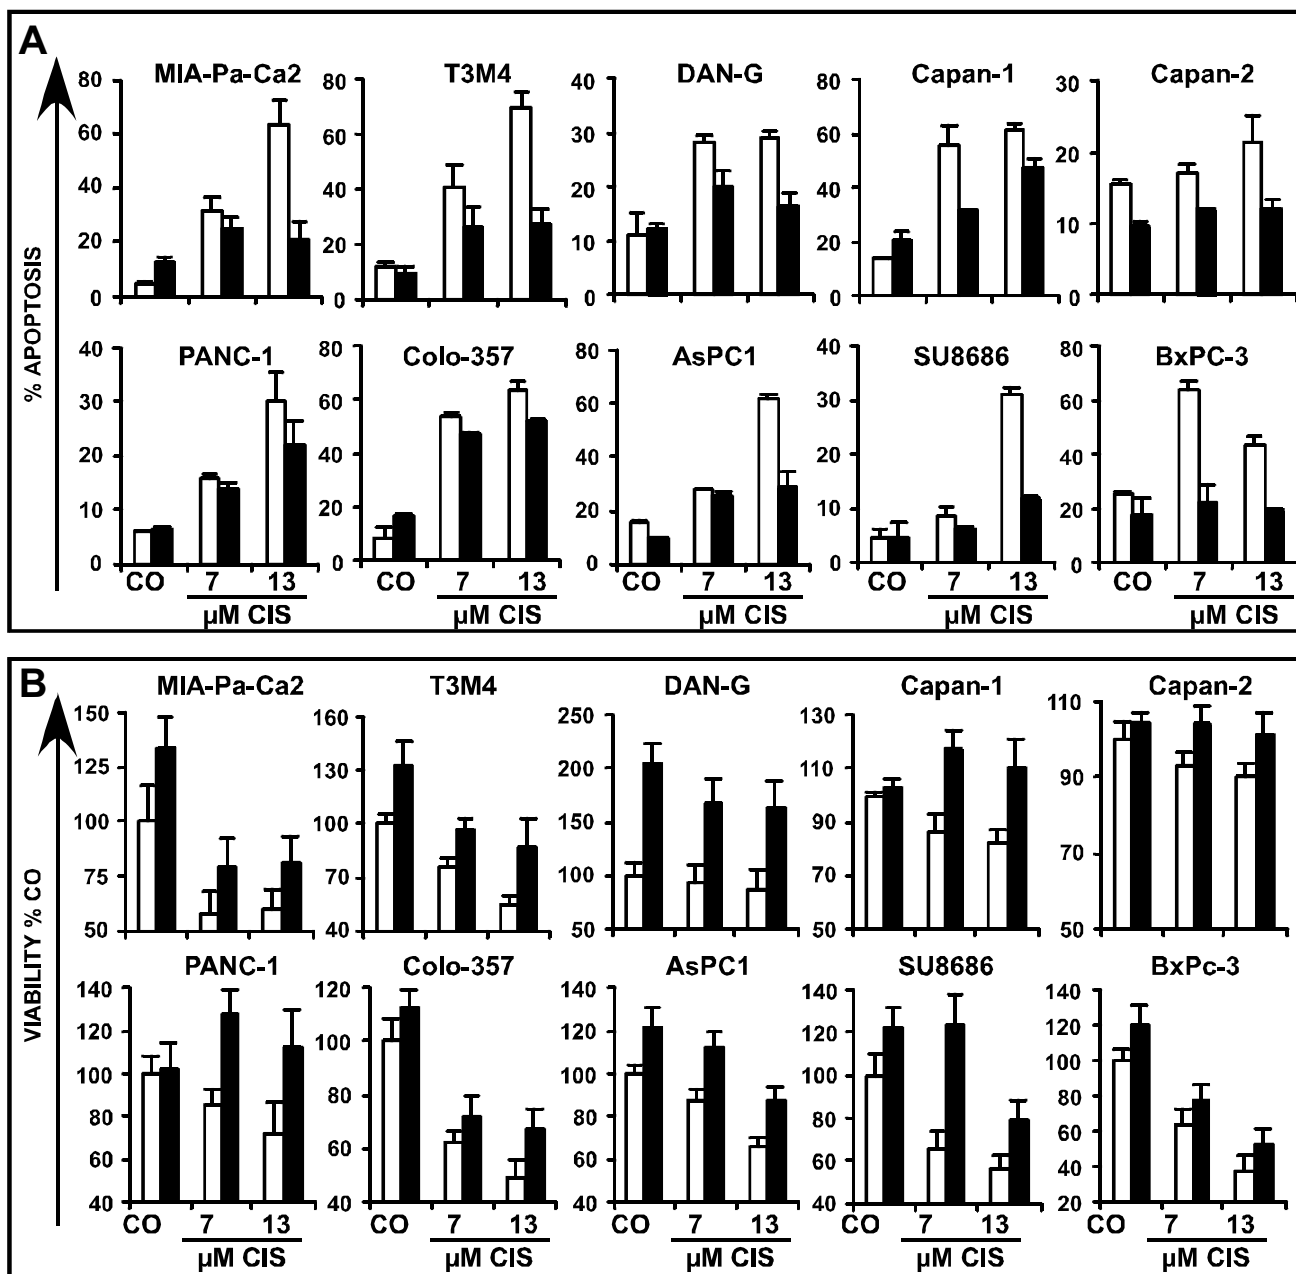 A
% APOPTOSIS
MIA-Pa-Ca2 T3M4 DAN-G Capan-1 Capan-2
80 80 40 80 30
60 60 30 60 20
40 40 20 40 10
20 20 10 20 0
0 0 0 0
PANC-1 Colo-357 AsPC1 SU8686 BxPC-3
40 80 80 40 80
30 60 60 30 60
20 40 40 20 40
10 20 20 10 20
0 0 0 0 0
CO 7 13 CO 7 13 CO 7 13 CO 7 13 CO 7 13
µM CIS µM CIS µM CIS µM CIS µM CIS
B
VIABILITY % CO
MIA-Pa-Ca2 T3M4 DAN-G Capan-1 Capan-2
150 160 250 130 110
125 130 200 110 90
100 100 150 90 70
75 70 100 70 50
50 40 50 50
PANC-1 Colo-357 AsPC1 SU8686 BxPc-3
140 120 140 140 140
120 100 120 120 120
100 80 100 100 100
80 60 80 80 80
60 40 60 60 60
40 40 40 40
20
CO 7 13 CO 7 13 CO 7 13 CO 7 13 CO 7 13
µM CIS µM CIS µM CIS µM CIS µM CIS